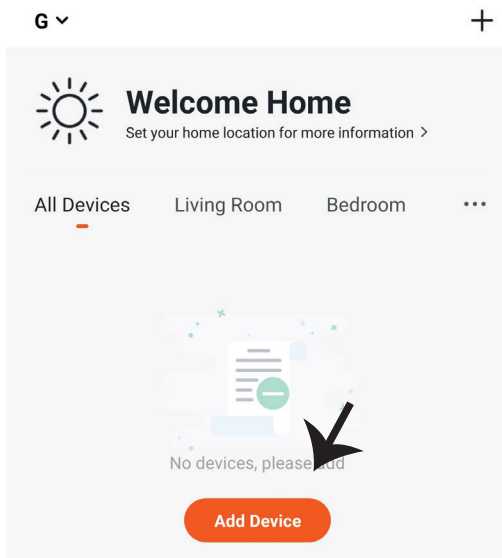 G
Welcome Home
Set your home location for more information >
All Devices Living Room Bedroom ...
No devices, please add
Add Device